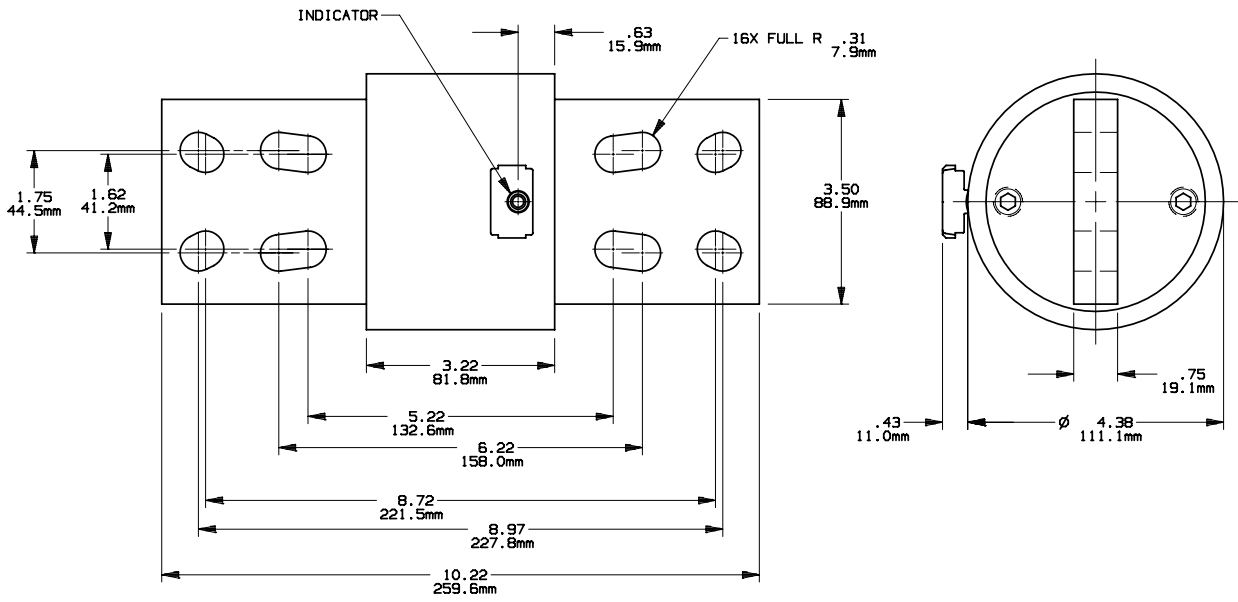 INDICATOR
.63
15.9mm
16X FULL R .31
7.9mm
1.75
44.5mm
1.62
41.2mm
3.50
88.9mm
3.22
81.8mm
.75
19.1mm
5.22
132.6mm
.43
11.0mm
Ø 4.38
111.1mm
6.22
158.0mm
8.72
221.5mm
8.97
227.8mm
10.22
259.6mm